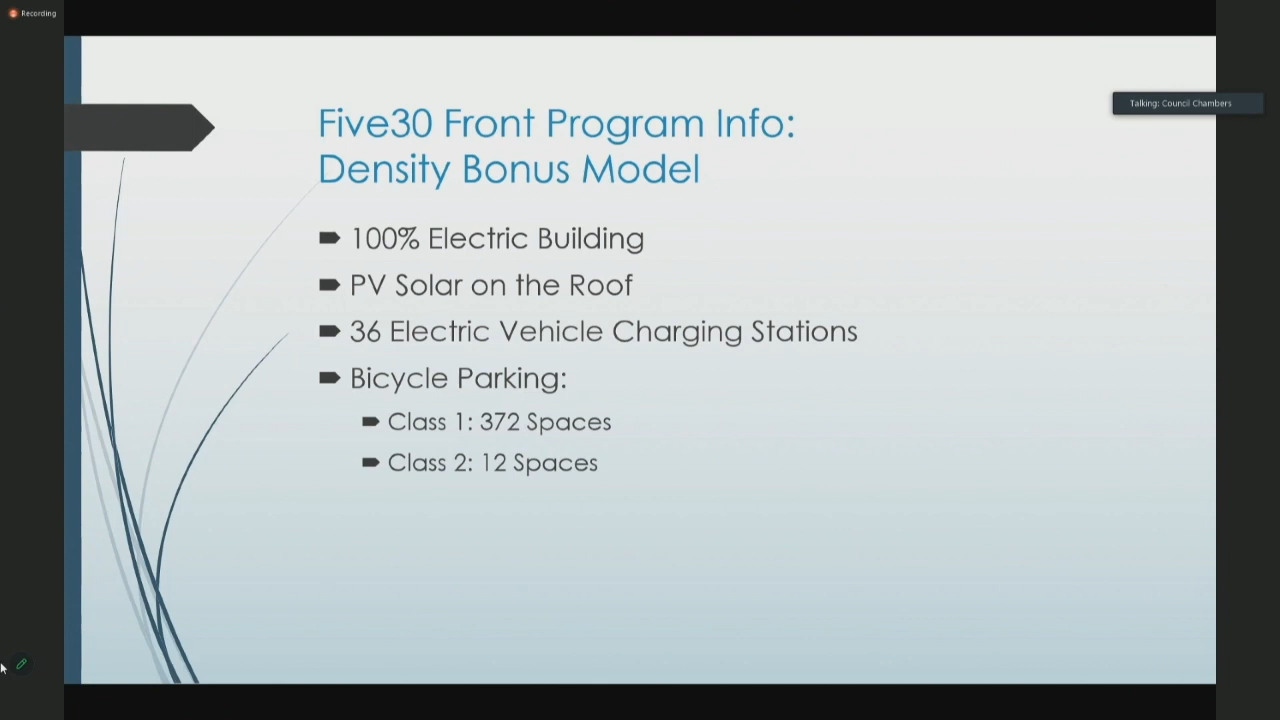 Recording
Talking: Council Chambers
Five30 Front Program Info:
Density Bonus Model
100% Electric Building
PV Solar on the Roof
36 Electric Vehicle Charging Stations
Bicycle Parking:
Class 1: 372 Spaces
Class 2: 12 Spaces